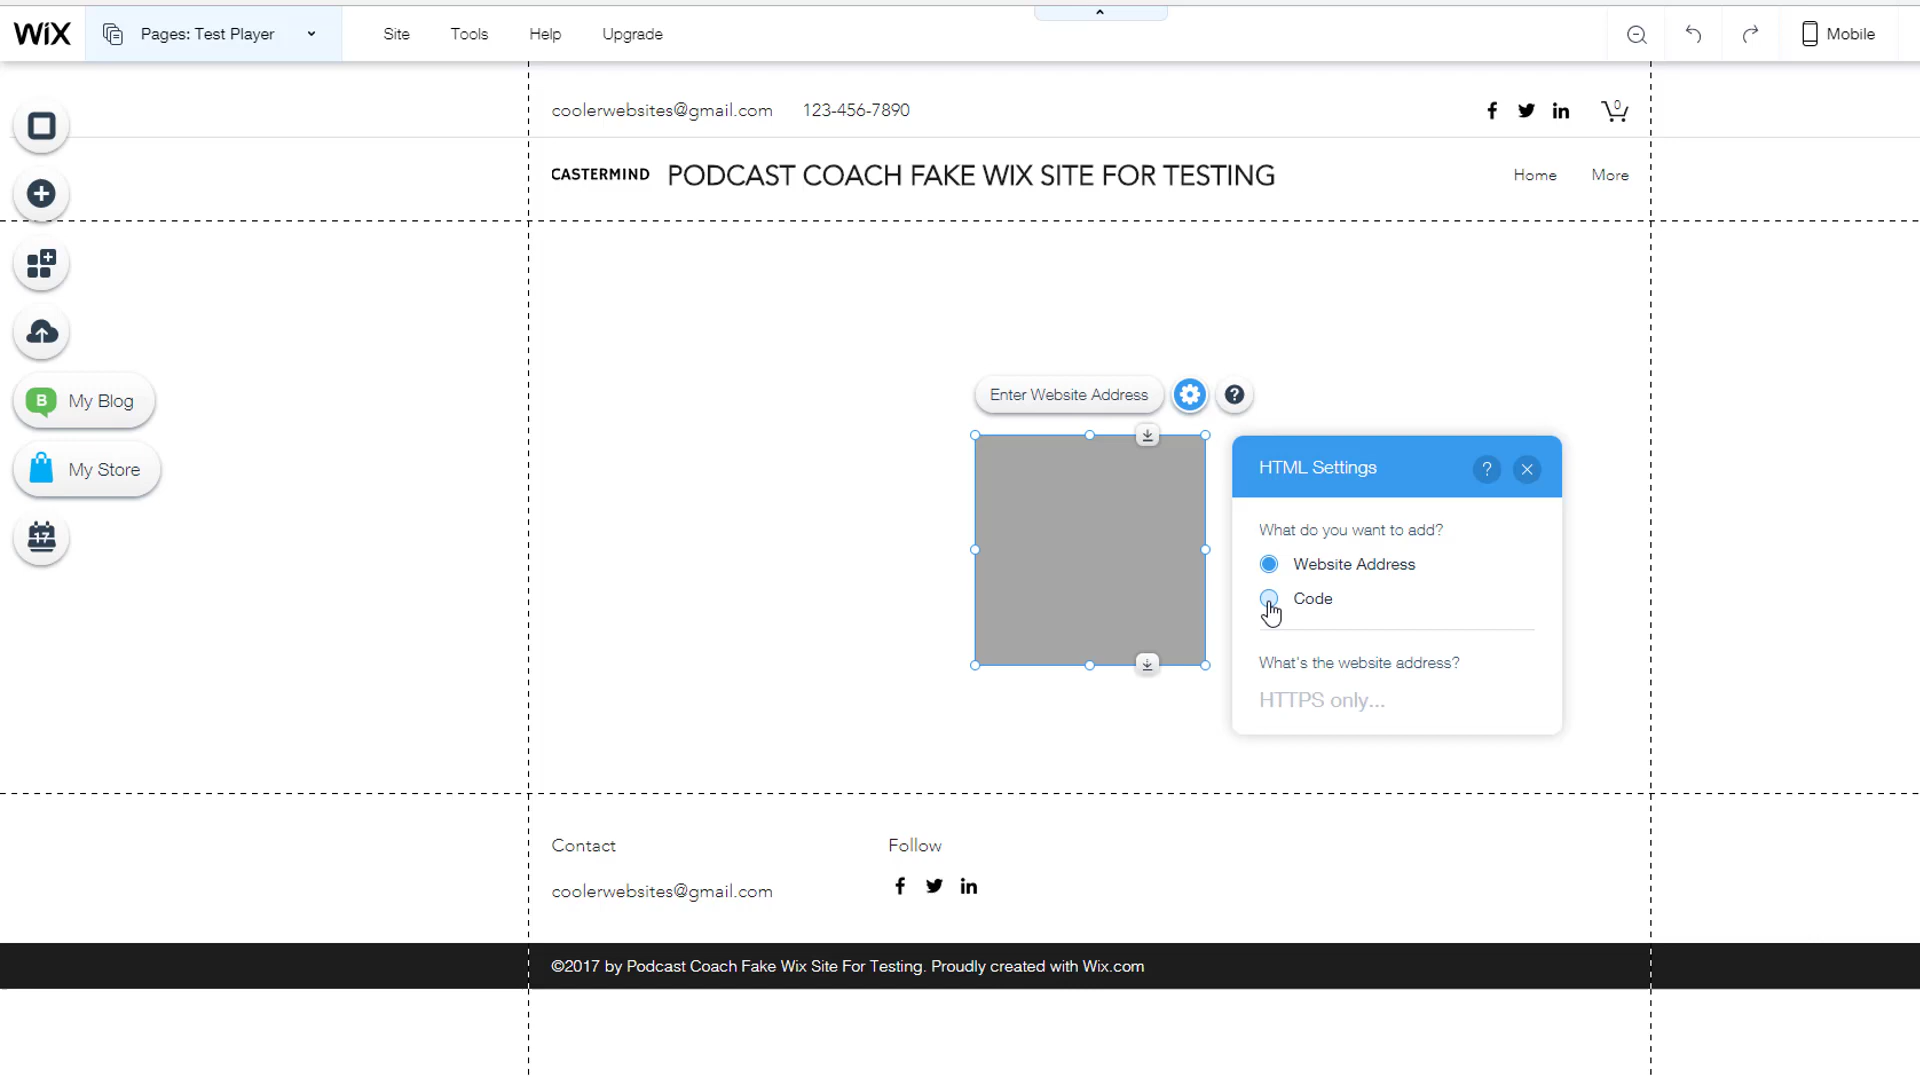 WiX
Pages: Test Player
Site
Tools
Help
Upgrade
Mobile
coolerwebsites@gmail.com
123-456-7890
0
CASTERMIND
PODCAST COACH FAKE WIX SITE FOR TESTING
Home
More
B
My Blog
My Store
17
Enter Website Address
?
HTML Settings
?
What do you want to add?
Website Address
Code
What's the website address?
HTTPS only...
Contact
Follow
coolerwebsites@gmail.com
©2017 by Podcast Coach Fake Wix Site For Testing. Proudly created with Wix.com